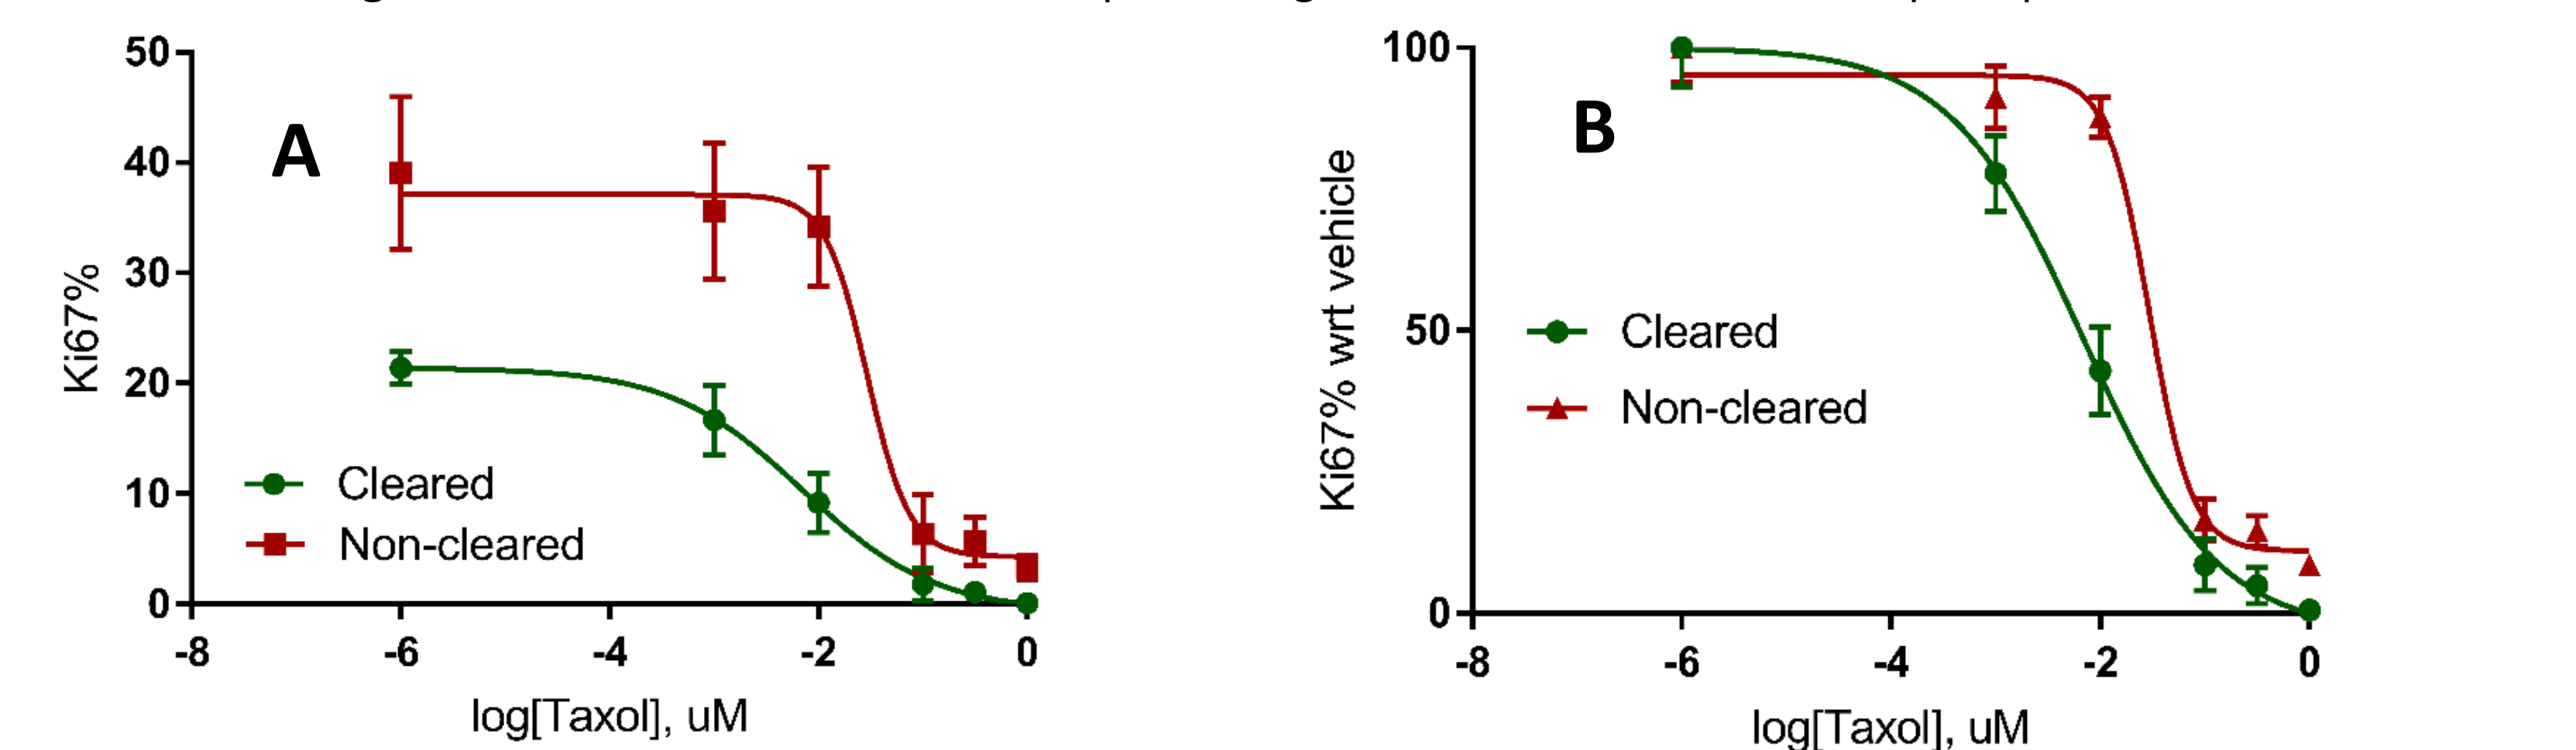 50
40
30
20
10
0
Ki67%
A
Cleared
Non-cleared
-8 -6 -4 -2 0
log[Taxol], uM
100
50
0
Ki67% wrt vehicle
B
Cleared
Non-cleared
-8 -6 -4 -2 0
log[Taxol], uM